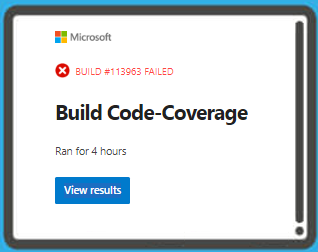 Microsoft
BUILD #113963 FAILED
Build Code-Coverage
Ran for 4 hours
View results